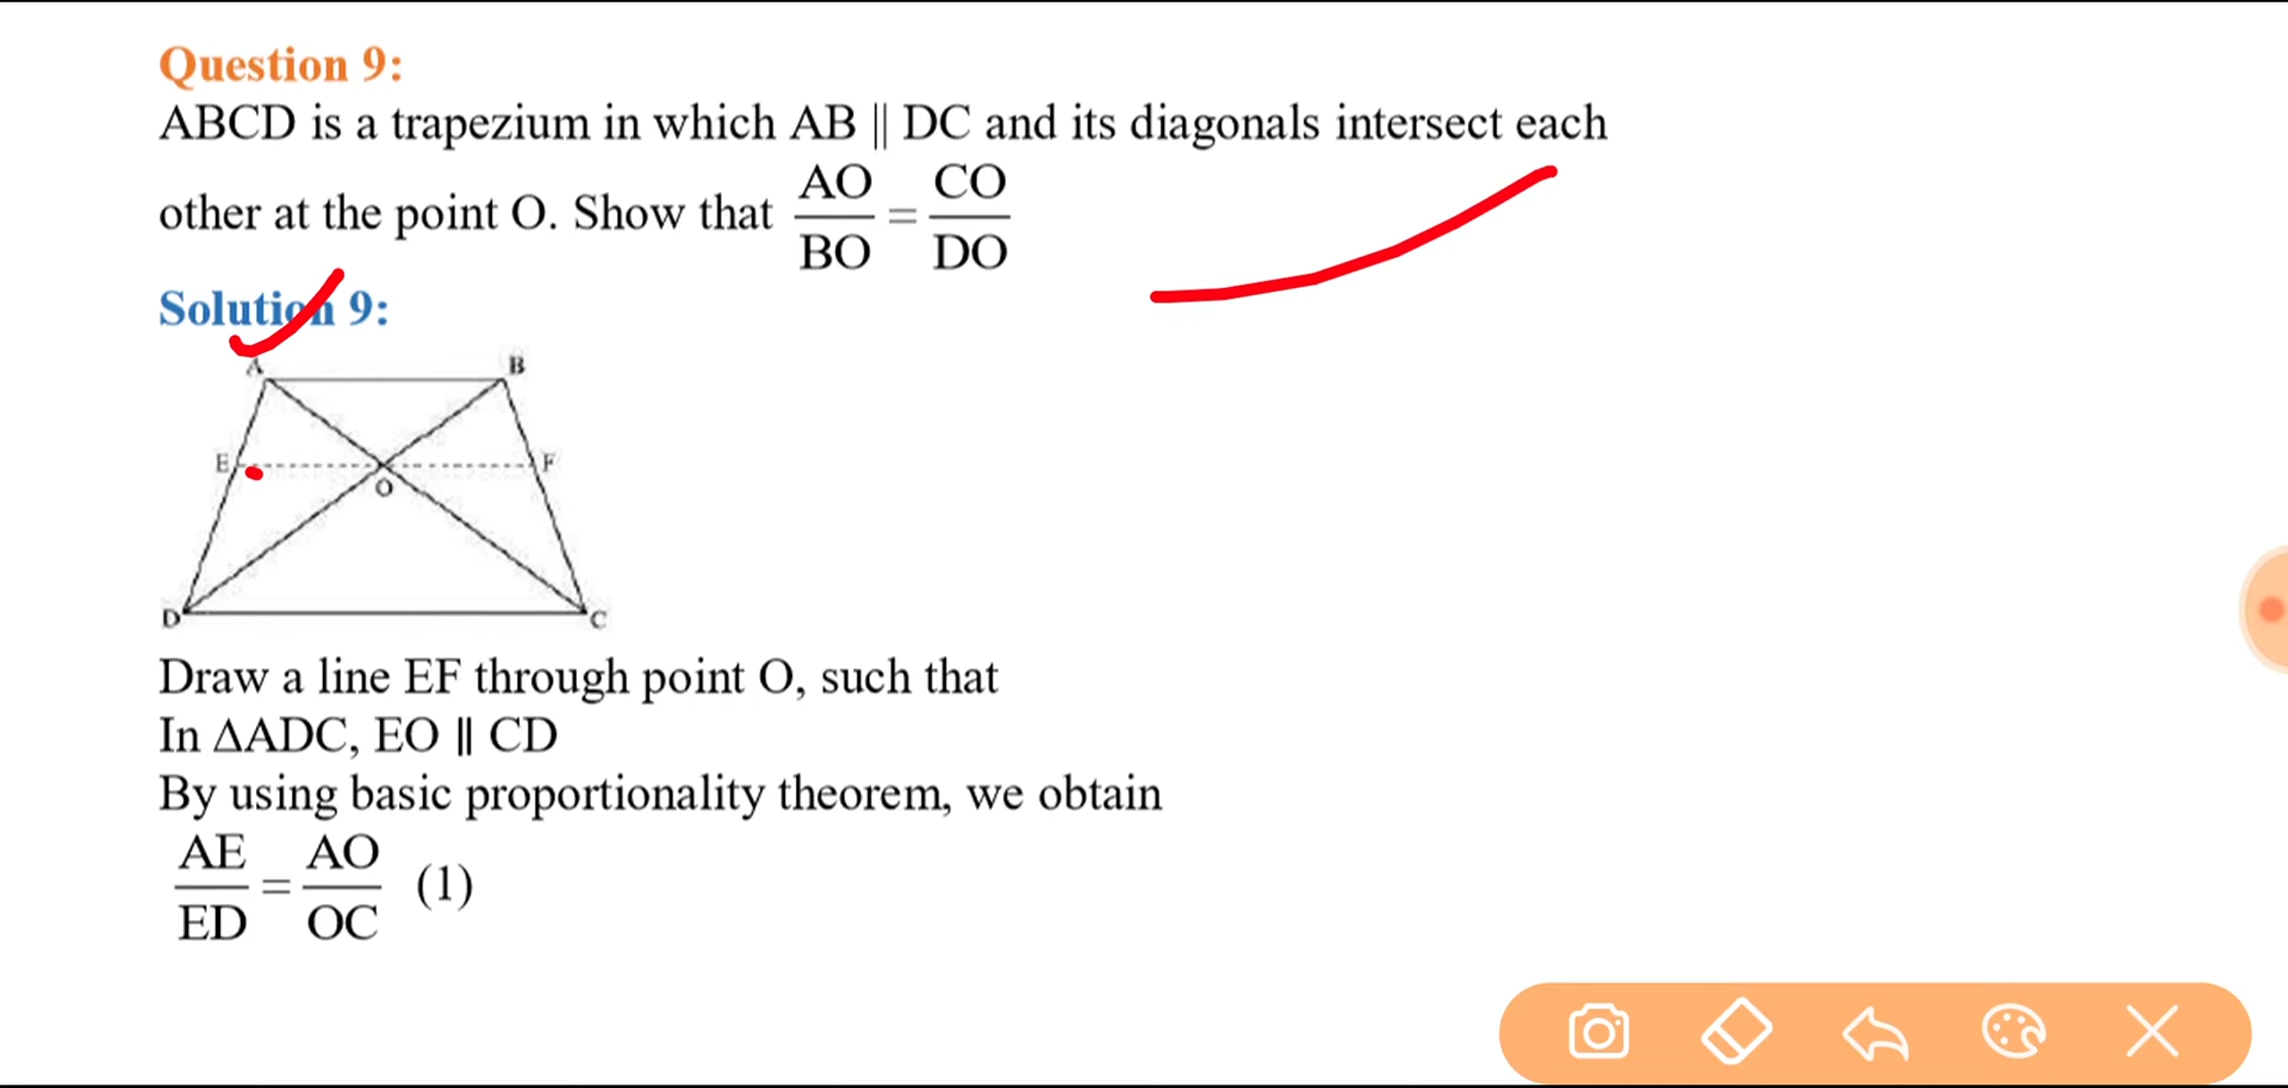 Question 9:
ABCD is a trapezium in which AB || DC and its diagonals intersect each
other at the point O. Show that AO/BO = CO/DO
Solution 9:
A B
E F
O
D C
Draw a line EF through point O, such that
In ΔADC, EO || CD
By using basic proportionality theorem, we obtain
AE/ED = AO/OC (1)